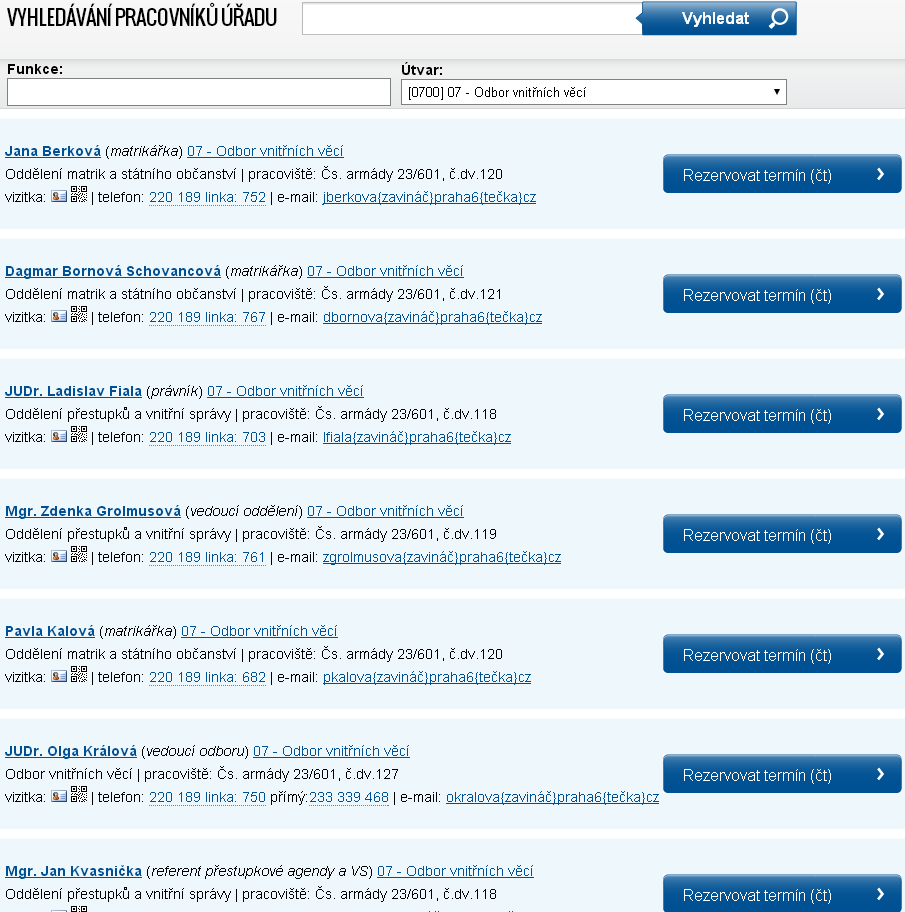 VYHLEDÁVÁNÍ PRACOVNÍKŮ ÚŘADU
Vyhledat
Funkce:
Útvar:
[0700] 07 - Odbor vnitřních věcí
Jana Berková (matrikářka) 07 - Odbor vnitřních věcí
Oddělení matrik a státního občanství | pracoviště: Čs. armády 23/601, č.dv.120
vizitka: | telefon: 220 189 linka: 752 | e-mail: jberkova{zavináč}praha6{tečka}cz
Rezervovat termín (čt)
Dagmar Bornová Schovancová (matrikářka) 07 - Odbor vnitřních věcí
Oddělení matrik a státního občanství | pracoviště: Čs. armády 23/601, č.dv.121
vizitka: | telefon: 220 189 linka: 767 | e-mail: dbornova{zavináč}praha6{tečka}cz
Rezervovat termín (čt)
JUDr. Ladislav Fiala (právník) 07 - Odbor vnitřních věcí
Oddělení přestupků a vnitřní správy | pracoviště: Čs. armády 23/601, č.dv.118
vizitka: | telefon: 220 189 linka: 703 | e-mail: lfiala{zavináč}praha6{tečka}cz
Rezervovat termín (čt)
Mgr. Zdenka Grolmusová (vedoucí oddělení) 07 - Odbor vnitřních věcí
Oddělení přestupků a vnitřní správy | pracoviště: Čs. armády 23/601, č.dv.119
vizitka: | telefon: 220 189 linka: 761 | e-mail: zgrolmusova{zavináč}praha6{tečka}cz
Rezervovat termín (čt)
Pavla Kalová (matrikářka) 07 - Odbor vnitřních věcí
Oddělení matrik a státního občanství | pracoviště: Čs. armády 23/601, č.dv.120
vizitka: | telefon: 220 189 linka: 682 | e-mail: pkalova{zavináč}praha6{tečka}cz
Rezervovat termín (čt)
JUDr. Olga Králová (vedoucí odboru) 07 - Odbor vnitřních věcí
Odbor vnitřních věcí | pracoviště: Čs. armády 23/601, č.dv.127
vizitka: | telefon: 220 189 linka: 750 přímý:233 339 468 | e-mail: okralova{zavináč}praha6{tečka}cz
Rezervovat termín (čt)
Mgr. Jan Kvasnička (referent přestupkové agendy a VS) 07 - Odbor vnitřních věcí
Oddělení přestupků a vnitřní správy | pracoviště: Čs. armády 23/601, č.dv.118
Rezervovat termín (čt)